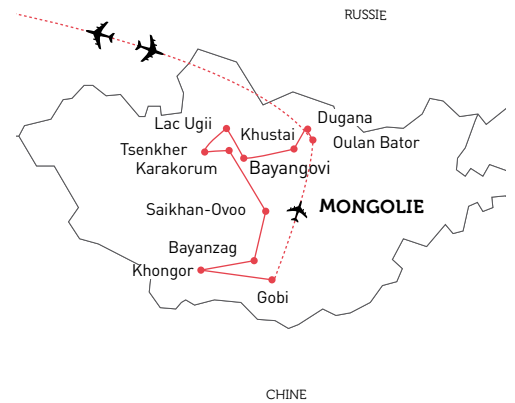 RUSSIE
Dugana
Lac Ugii
Khustai
Oulan Bator
Tsenkher
Karakorum
Bayangovi
Saikhan-Ovoo
MONGOLIE
Bayanzag
Khongor
Gobi
CHINE